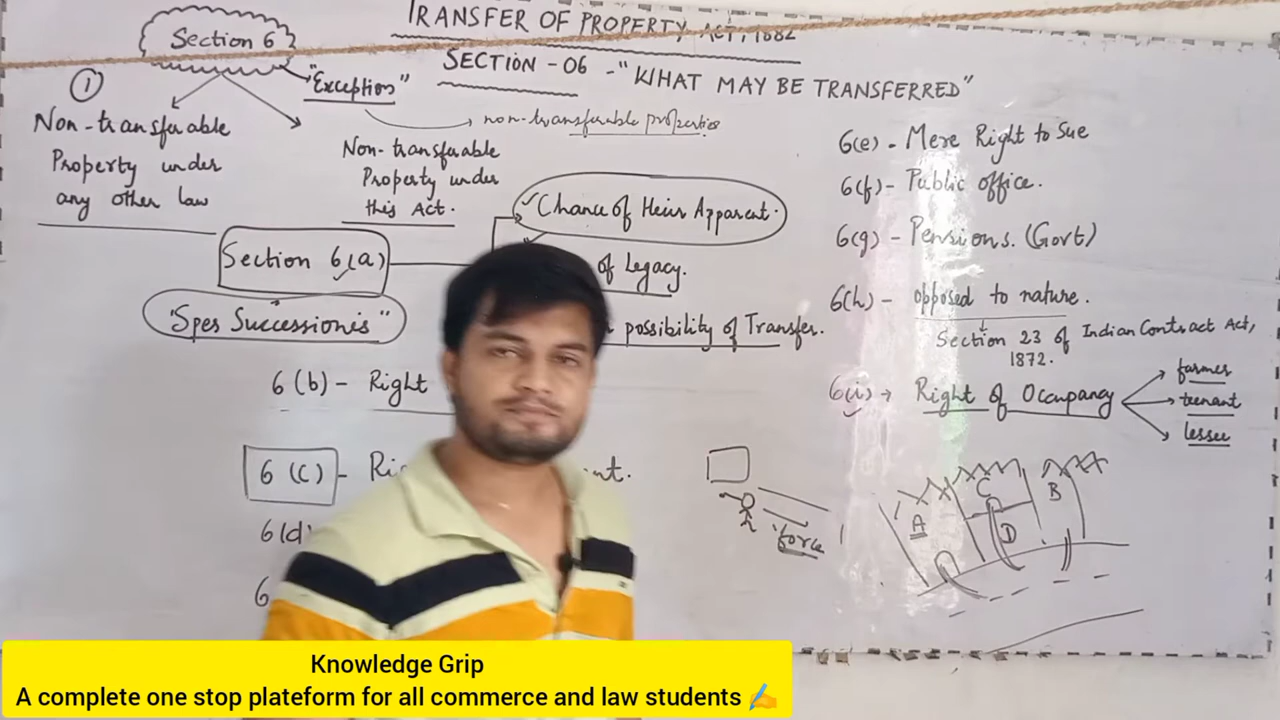 TRANSFER OF PROPERTY ACT, 1882
SECTION - 06 - "WHAT MAY BE TRANSFERRED"
Section 6
"Exception"
non-transferable properties
①
Non-transferable
Property under
any other law
Non-transferable
Property under
this Act.
Section 6(a)
"Spes Successionis"
Chance of Heir Apparent.
of Legacy.
possibility of Transfer.
6(b) - Right
6(c) -
6(d)
6
6(e) - Mere Right to Sue
6(f) - Public office.
6(g) - Pensions. (Govt)
6(h) - opposed to nature.
Section 23 of Indian Contract Act,
1872.
6(i) → Right of Occupancy
farmer
teenant
lessee
"force
A
C
D
B
Knowledge Grip
A complete one stop plateform for all commerce and law students ✍️